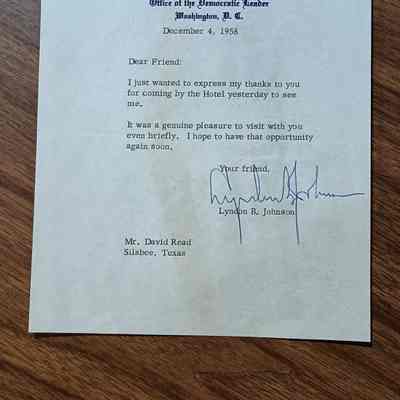 Office of the Democratic Leader
Washington, D. C.
December 4, 1958
Dear Friend:
I just wanted to express my thanks to you
for coming by the Hotel yesterday to see
me.
It was a genuine pleasure to visit with you
even briefly. I hope to have that opportunity
again soon.
Your friend,
Lyndon B. Johnson
Lyndon B. Johnson
Mr. David Read
Silsbee, Texas